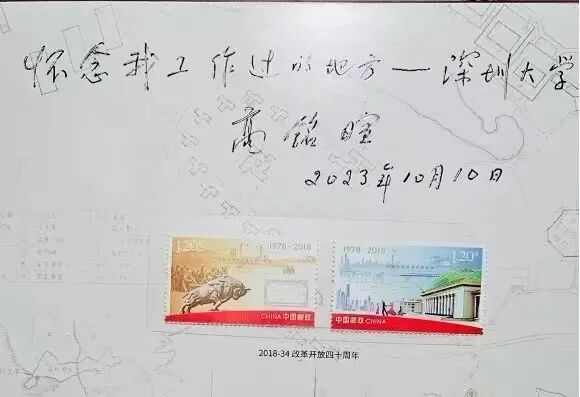 怀念我工作过的地方—深圳大学
高铭暄
2023年10月10日
1.20元 1978-2018
中国邮政 CHINA
1978-2018 1.20元
中国邮政 CHINA
2018-34 改革开放四十周年